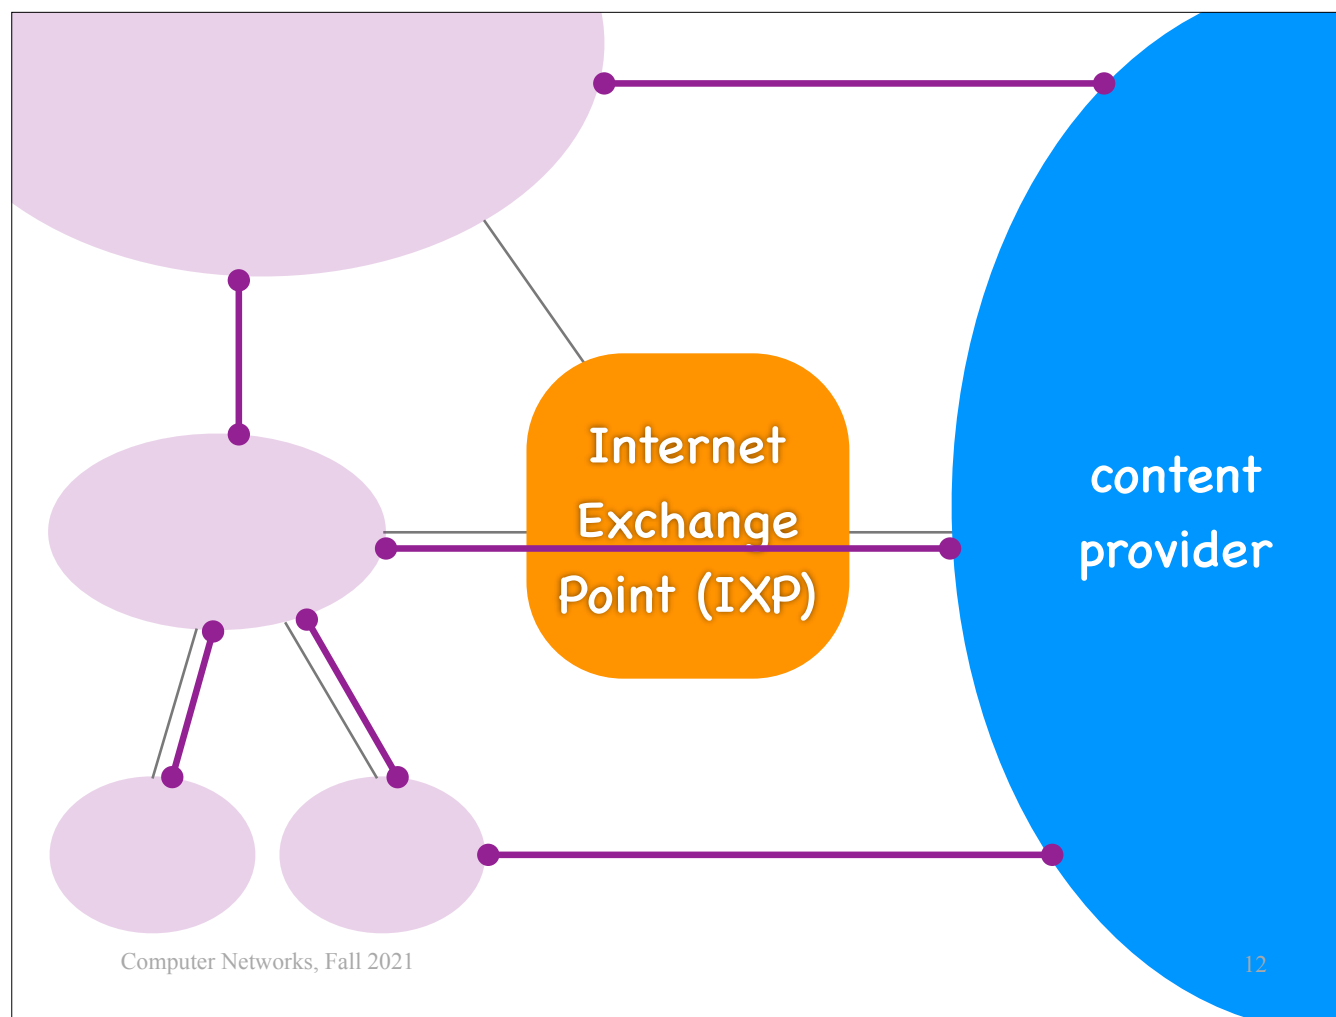 Internet
Exchange
Point (IXP)
content
provider
Computer Networks, Fall 2021
12